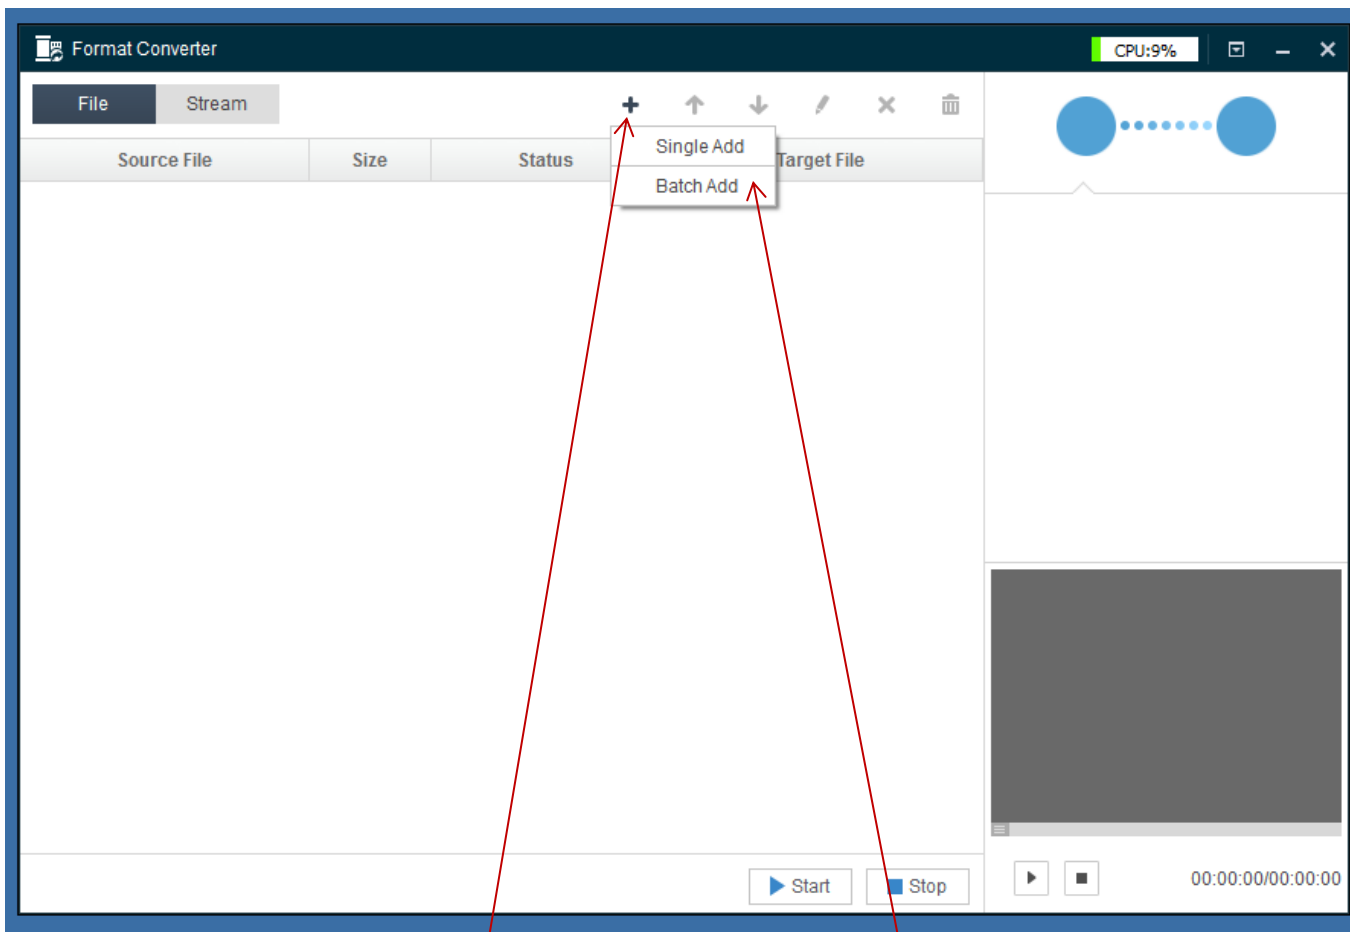 Format Converter
CPU:9%
File
Stream
Single Add
Batch Add
Source File
Size
Status
Target File
Start
Stop
00:00:00/00:00:00